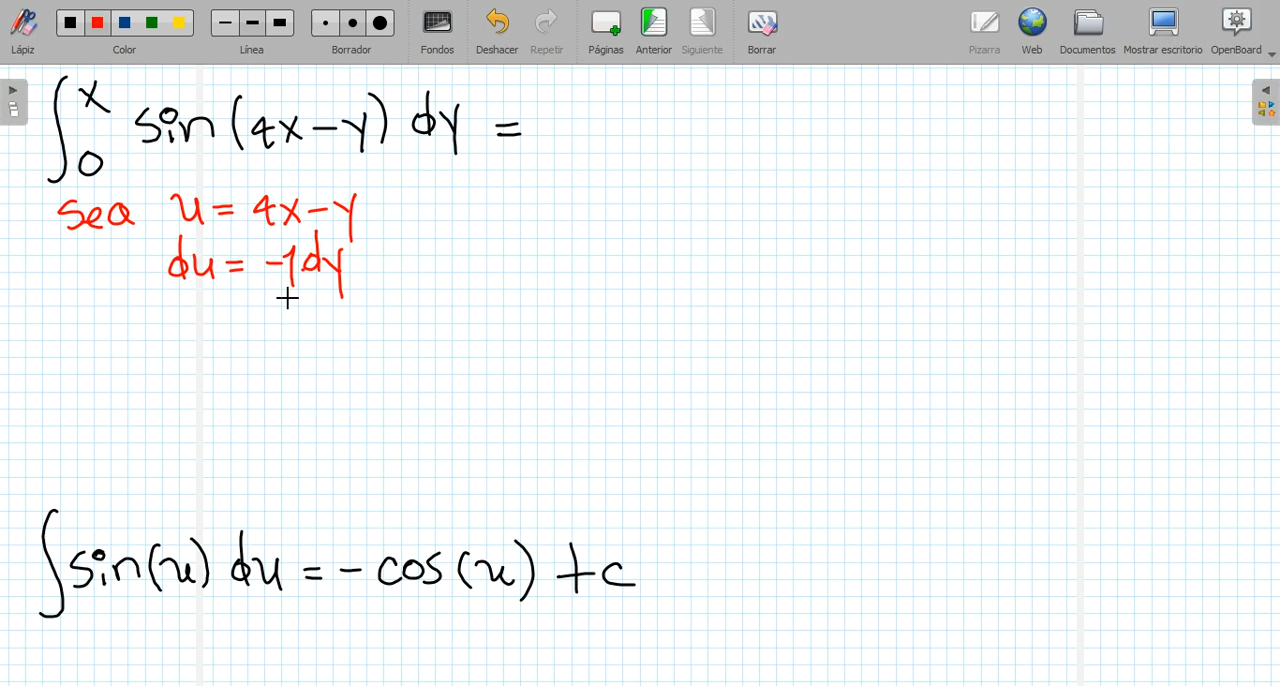 Lápiz Color Línea Borrador Fondos Deshacer Repetir Páginas Anterior Siguiente Borrar Pizarra Web Documentos Mostrar escritorio OpenBoard
∫₀ˣ sin(4x-y) dy =
sea u = 4x-y
du = -1dy
∫ sin(u) du = - cos(u) + c